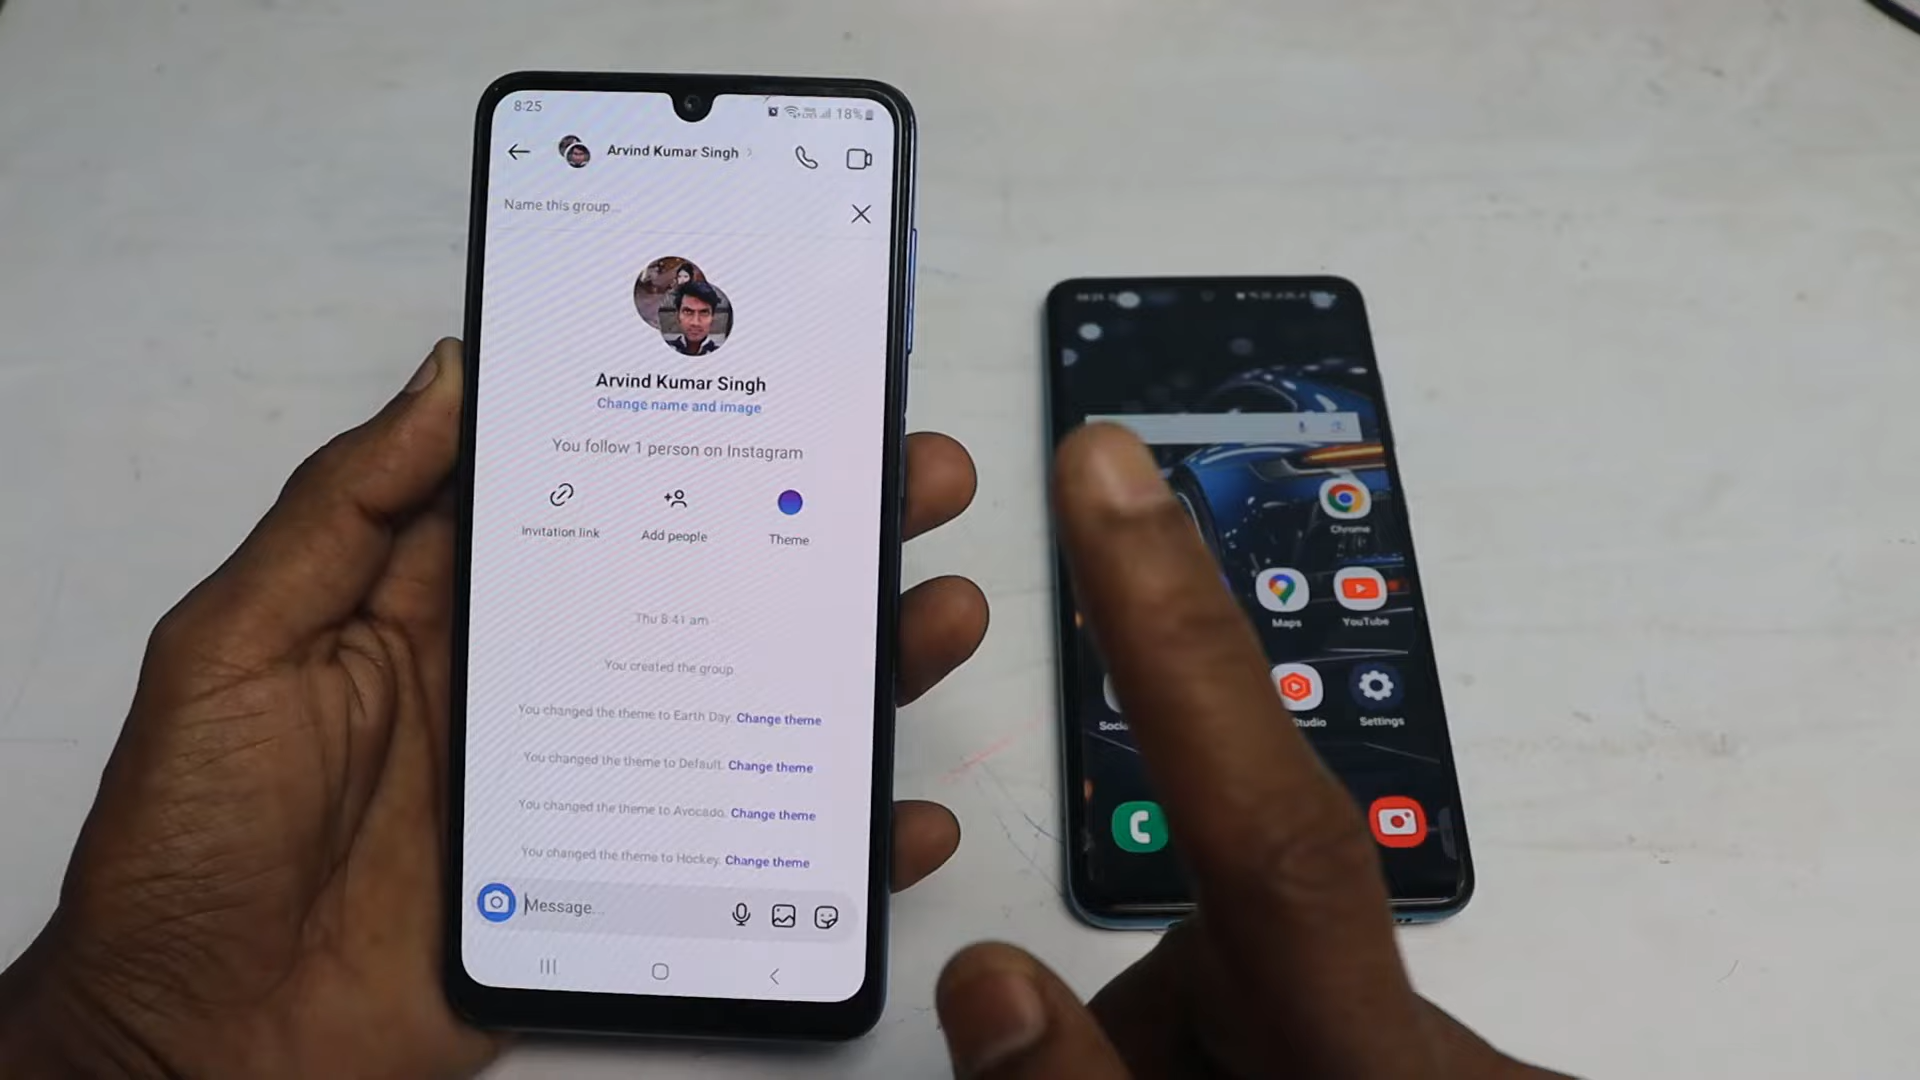 8:25
18%
Arvind Kumar Singh
Name this group...
Arvind Kumar Singh
Change name and image
You follow 1 person on Instagram
Invitation link
Add people
Theme
Thu 8:41 am
You created the group.
You changed the theme to Earth Day. Change theme
You changed the theme to Default. Change theme
You changed the theme to Avocado. Change theme
You changed the theme to Hockey. Change theme
Message...
Chrome
Maps
YouTube
Studio
Settings